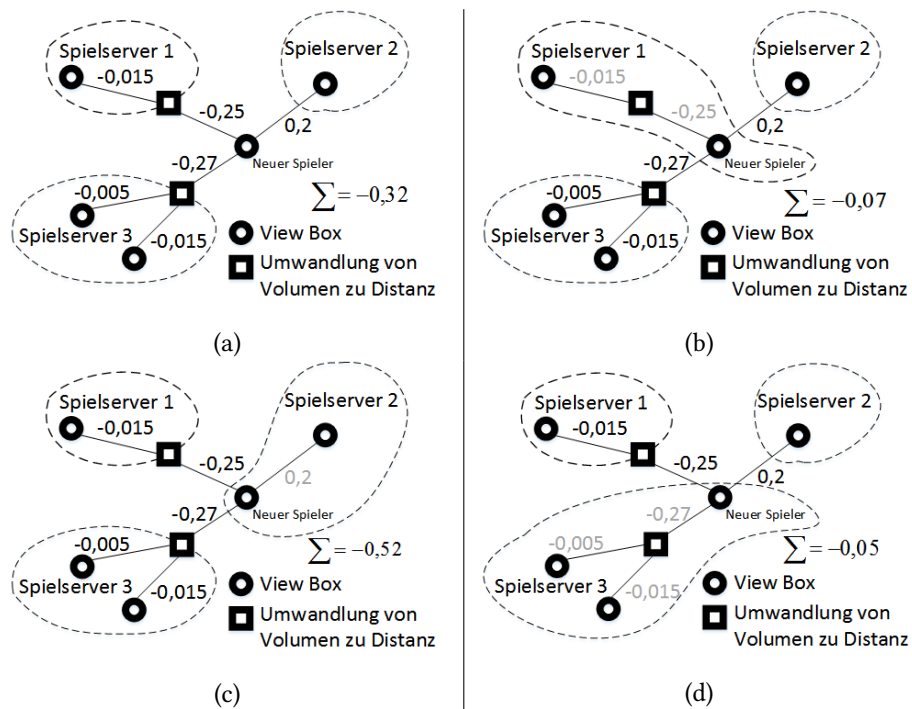 Spielserver 1
-0,015
-0,25
Spielserver 2
0,2
Neuer Spieler
-0,27
-0,005
Spielserver 3
-0,015
∑ = −0,32
View Box
Umwandlung von
Volumen zu Distanz
(a)
Spielserver 1
-0,015
-0,25
Spielserver 2
0,2
Neuer Spieler
-0,27
-0,005
Spielserver 3
-0,015
∑ = −0,07
View Box
Umwandlung von
Volumen zu Distanz
(b)
Spielserver 1
-0,015
-0,25
Spielserver 2
0,2
Neuer Spieler
-0,27
-0,005
Spielserver 3
-0,015
∑ = −0,52
View Box
Umwandlung von
Volumen zu Distanz
(c)
Spielserver 1
-0,015
-0,25
Spielserver 2
0,2
Neuer Spieler
-0,27
-0,005
Spielserver 3
-0,015
∑ = −0,05
View Box
Umwandlung von
Volumen zu Distanz
(d)